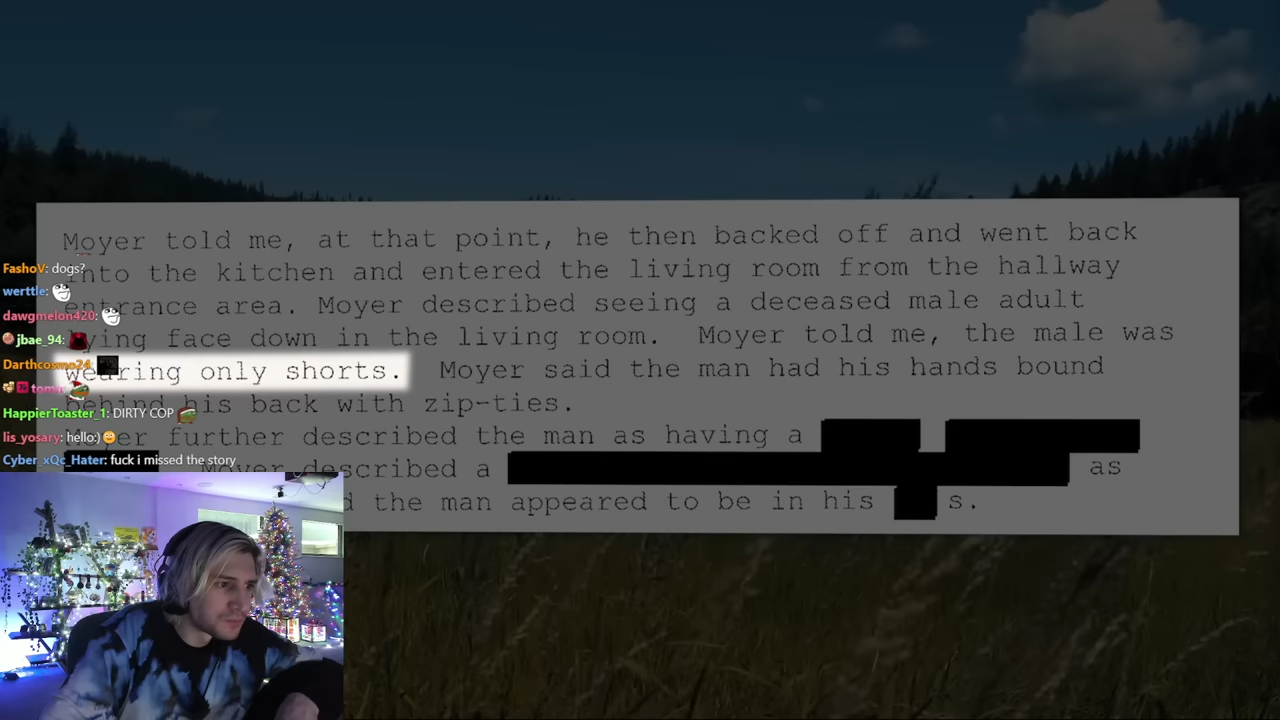 Moyer told me, at that point, he then backed off and went back
into the kitchen and entered the living room from the hallway
entrance area. Moyer described seeing a deceased male adult
lying face down in the living room. Moyer told me, the male was
wearing only shorts. Moyer said the man had his hands bound
behind his back with zip-ties.
Moyer further described the man as having a
Moyer described a as
the man appeared to be in his s.
FashoV: dogs?
werttle:
dawgmelon420:
jbae_94:
Darthcosmo24
HappierToaster_1: DIRTY COP
lis_yosary: hello:)
Cyber_xQc_Hater: fuck i missed the story